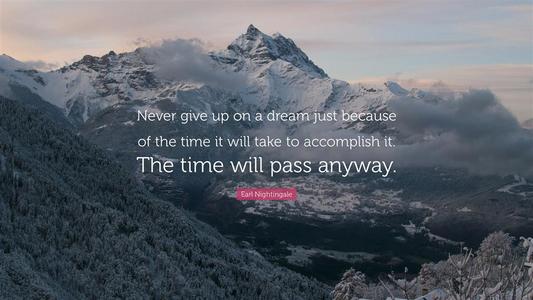 Never give up on a dream just because
of the time it will take to accomplish it.
The time will pass anyway.
Earl Nightingale